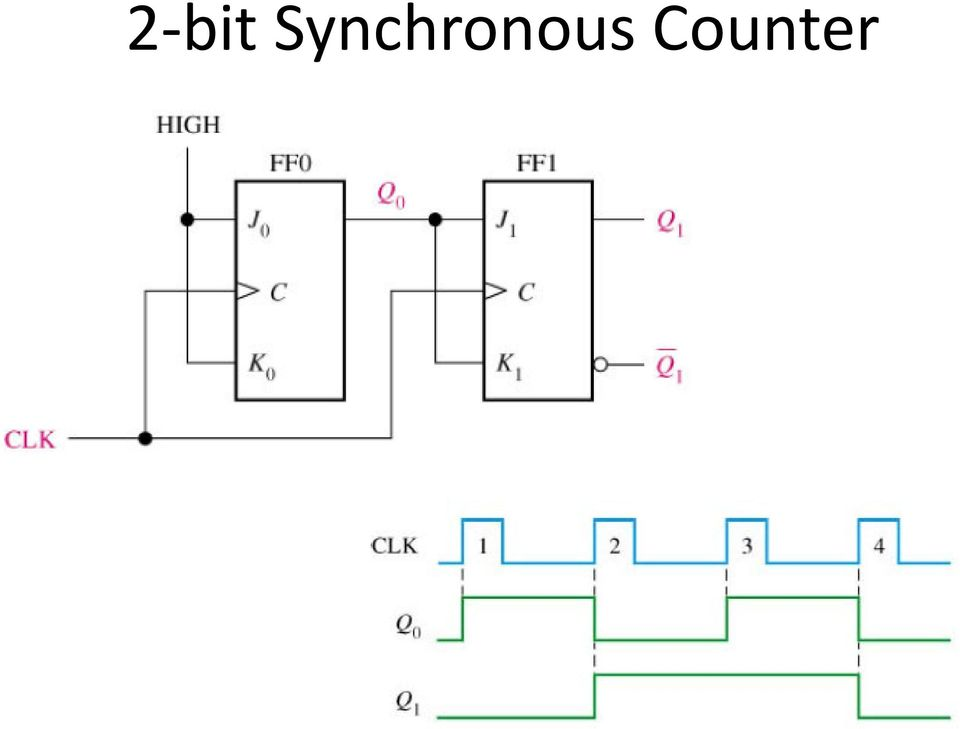 2-bit Synchronous Counter
HIGH
FF0 FF1
Q₀
J₀ J₁ Q₁
C C
K₀ K₁ Q̅₁
CLK
CLK 1 2 3 4
Q₀
Q₁